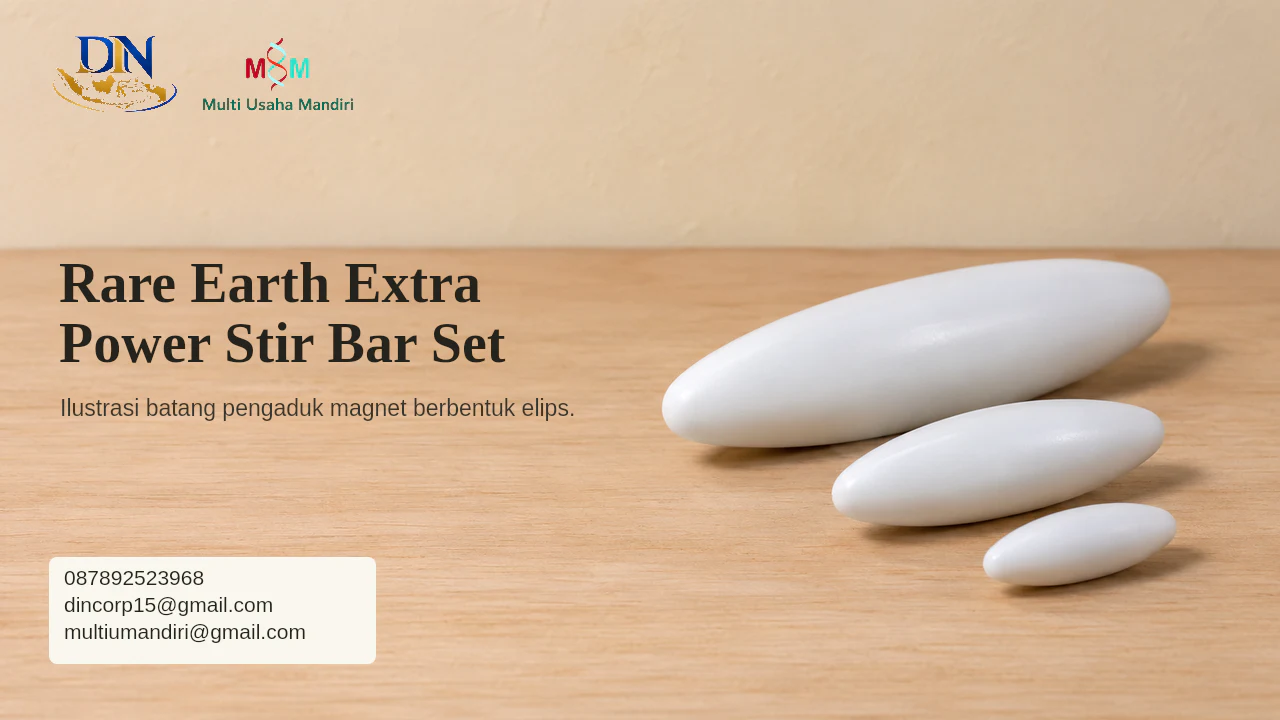 DIN
MSM
Multi Usaha Mandiri
Rare Earth Extra
Power Stir Bar Set
Ilustrasi batang pengaduk magnet berbentuk elips.
087892523968
dincorp15@gmail.com
multiumandiri@gmail.com